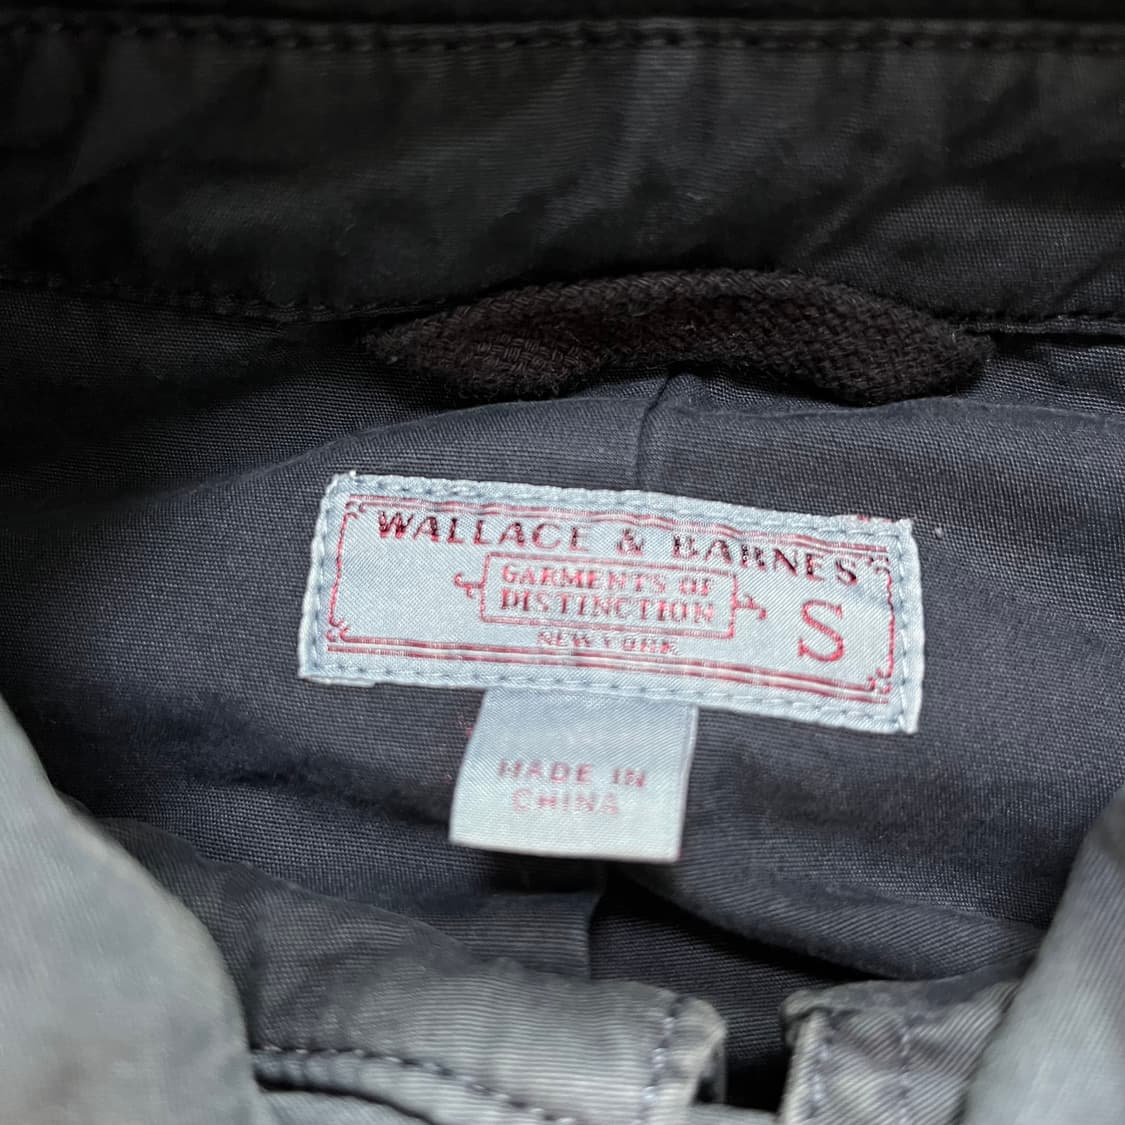 WALLACE & BARNES
GARMENTS OF
DISTINCTION
NEW YORK
S
MADE IN
CHINA